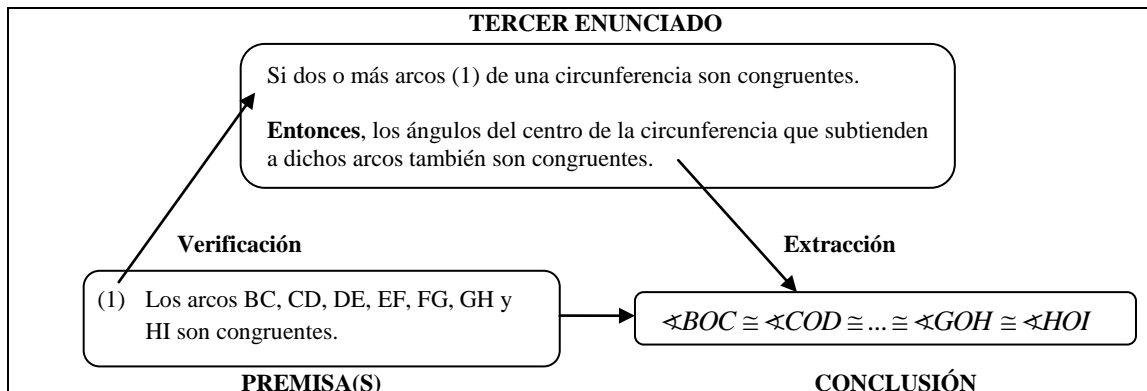 TERCER ENUNCIADO
Si dos o más arcos (1) de una circunferencia son congruentes.
Entonces, los ángulos del centro de la circunferencia que subtienden
a dichos arcos también son congruentes.
Verificación
Extracción
(1) Los arcos BC, CD, DE, EF, FG, GH y
HI son congruentes.
∢BOC ≅ ∢COD ≅ ... ≅ ∢GOH ≅ ∢HOI
PREMISA(S)
CONCLUSIÓN